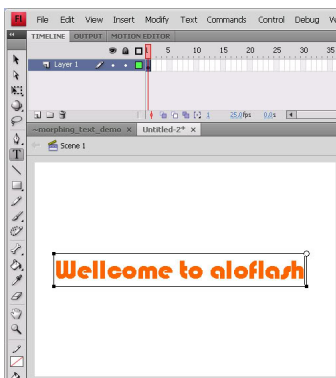 FL File Edit View Insert Modify Text Commands Control Debug
TIMELINE OUTPUT MOTION EDITOR
5 10 15 20 25 30 35
Layer 1
1 25.0fps 0.0s
~morphing_text_demo × Untitled-2* ×
Scene 1
T
Wellcome to aloflash